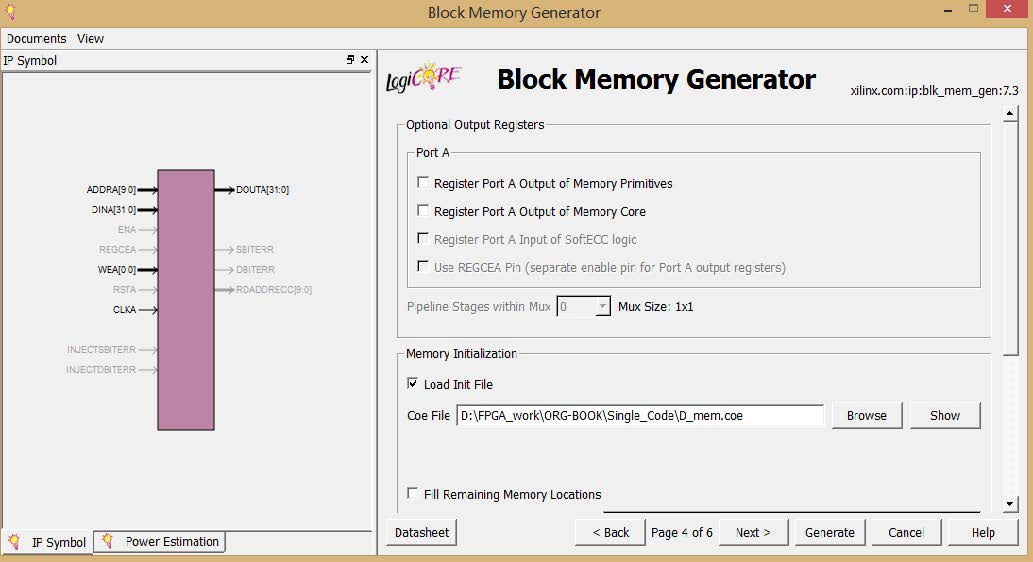 Block Memory Generator
Documents View
IP Symbol
ADDRA[9:0]
DINA[31:0]
ENA
REGCEA
WEA[0:0]
RSTA
CLKA
INJECTSBITERR
INJECTDBITERR
DOUTA[31:0]
SBITERR
DBITERR
RDADDRECC[9:0]
IP Symbol
Power Estimation
LogiCORE
Block Memory Generator
xilinx.com:ip:blk_mem_gen:7.3
Optional Output Registers
Port A
Register Port A Output of Memory Primitives
Register Port A Output of Memory Core
Register Port A Input of SoftECC logic
Use REGCEA Pin (separate enable pin for Port A output registers)
Pipeline Stages within Mux 0 Mux Size: 1x1
Memory Initialization
Load Init File
Coe File D:\FPGA_work\ORG-BOOK\Single_Code\D_mem.coe Browse Show
Fill Remaining Memory Locations
Datasheet < Back Page 4 of 6 Next > Generate Cancel Help